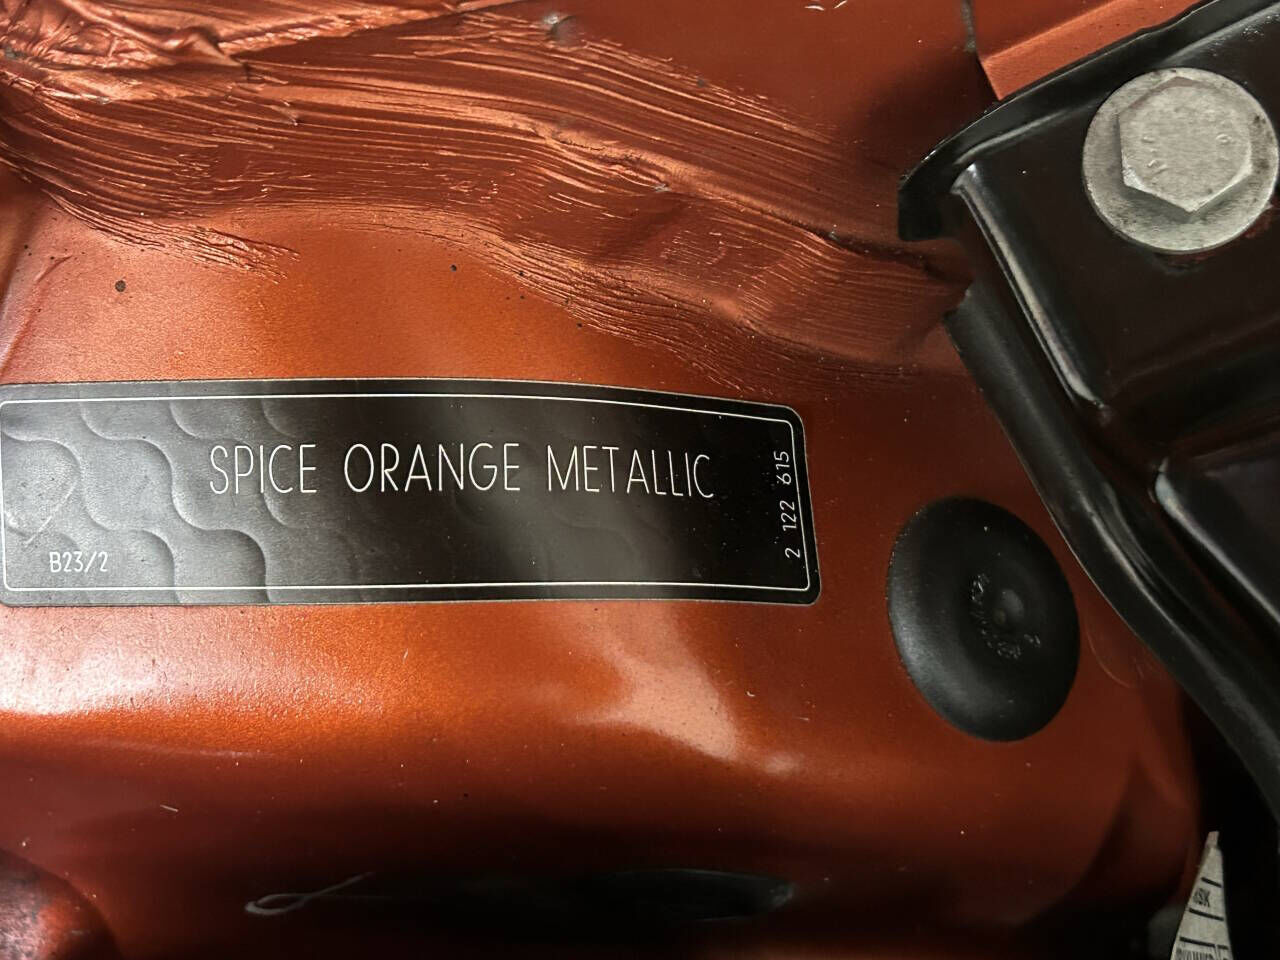 SPICE ORANGE METALLIC
B23/2
2 122 615